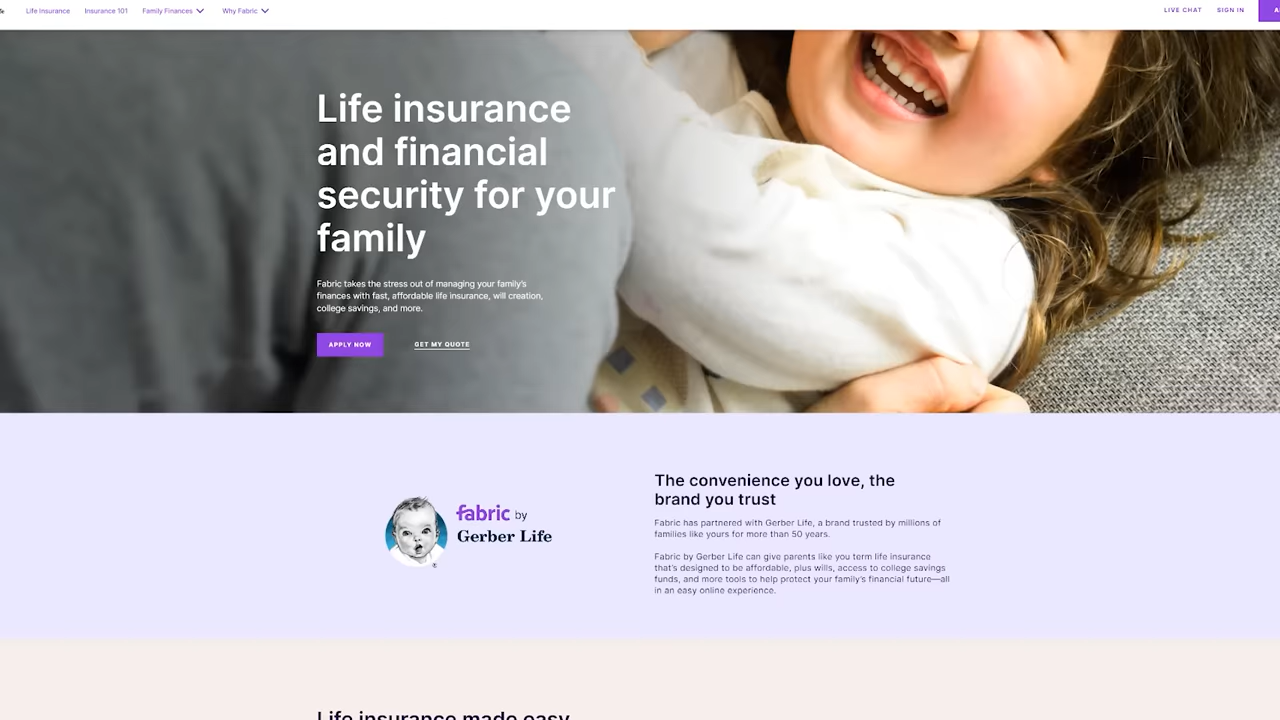 Life Insurance
Insurance 101
Family Finances
Why Fabric
LIVE CHAT
SIGN IN
Life insurance
and financial
security for your
family
Fabric takes the stress out of managing your family's
finances with fast, affordable life insurance, will creation,
college savings, and more.
APPLY NOW
GET MY QUOTE
fabric by
Gerber Life
The convenience you love, the
brand you trust
Fabric has partnered with Gerber Life, a brand trusted by millions of
families like yours for more than 50 years.
Fabric by Gerber Life can give parents like you term life insurance
that's designed to be affordable, plus wills, access to college savings
funds, and more tools to help protect your family's financial future—all
in an easy online experience.
Life insurance made easy